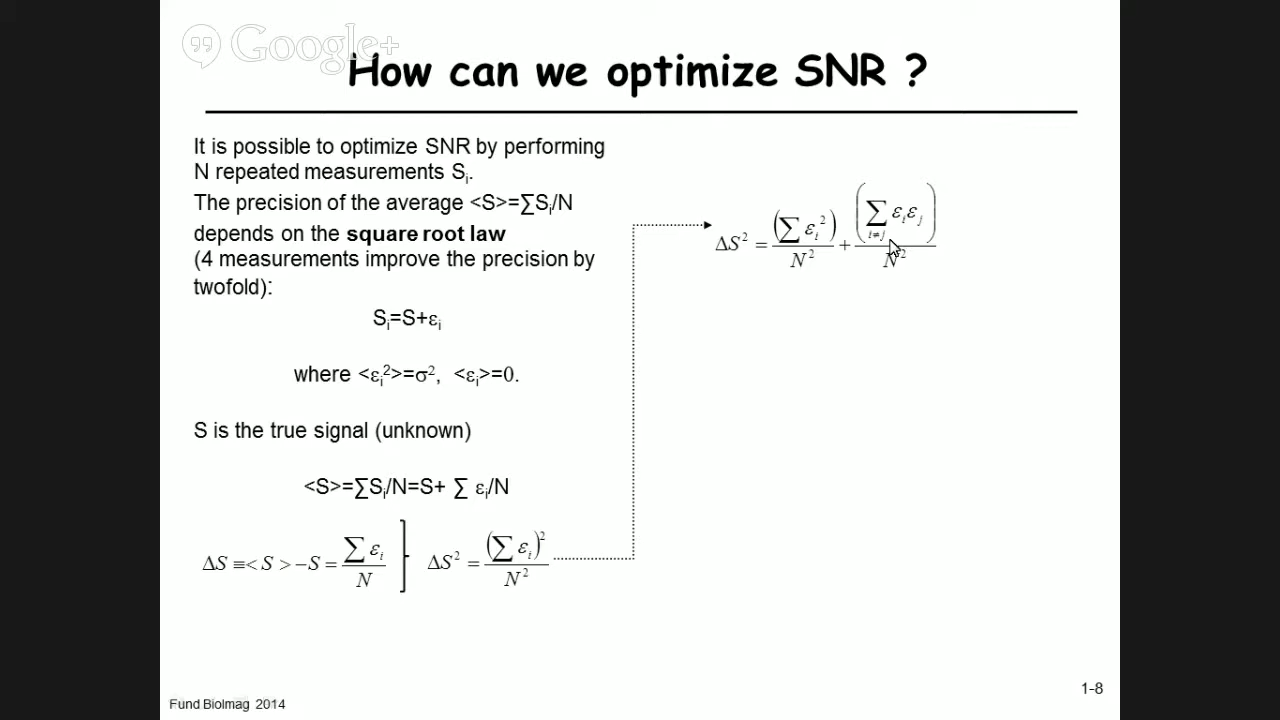 Google+
How can we optimize SNR ?
It is possible to optimize SNR by performing
N repeated measurements Sᵢ.
The precision of the average <S>=∑Sᵢ/N
depends on the square root law
(4 measurements improve the precision by
twofold):
Sᵢ=S+εᵢ
where <εᵢ²>=σ², <εᵢ>=0.
S is the true signal (unknown)
<S>=∑Sᵢ/N=S+ ∑ εᵢ/N
ΔS ≡< S > −S = ∑ εᵢ / N
ΔS² = (∑ εᵢ)² / N²
ΔS² = (∑ εᵢ²) / N² + (∑ i≠j εᵢεⱼ) / N²
1-8
Fund BioImag 2014